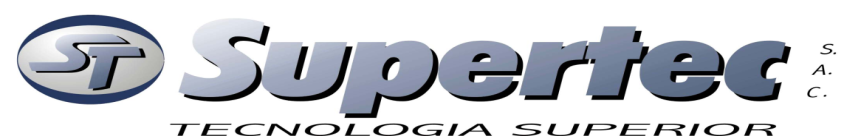 ST Supertec S.
A.
C.
TECNOLOGIA SUPERIOR